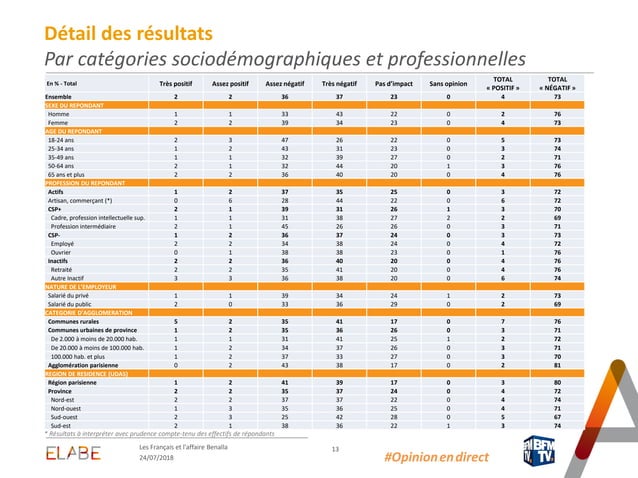 Détail des résultats
Par catégories sociodémographiques et professionnelles
En % - Total Très positif Assez positif Assez négatif Très négatif Pas d'impact Sans opinion TOTAL « POSITIF » TOTAL « NÉGATIF »
Ensemble 2 2 36 37 23 0 4 73
SEXE DU REPONDANT
Homme 1 1 33 43 22 0 2 76
Femme 2 2 39 34 23 0 4 73
AGE DU REPONDANT
18-24 ans 2 3 47 26 22 0 5 73
25-34 ans 1 2 43 31 23 0 3 74
35-49 ans 1 1 32 39 27 0 2 71
50-64 ans 2 1 32 44 20 1 3 76
65 ans et plus 2 2 36 40 20 0 4 76
PROFESSION DU REPONDANT
Actifs 1 2 37 35 25 0 3 72
Artisan, commerçant (*) 0 6 28 44 22 0 6 72
CSP+ 2 1 39 31 26 1 3 70
Cadre, profession intellectuelle sup. 1 1 31 38 27 2 2 69
Profession intermédiaire 2 1 45 26 26 0 3 71
CSP- 1 2 36 37 24 0 3 73
Employé 2 2 34 38 24 0 4 72
Ouvrier 0 1 38 38 23 0 1 76
Inactifs 2 2 36 40 20 0 4 76
Retraité 2 2 35 41 20 0 4 76
Autre Inactif 3 3 36 38 20 0 6 74
NATURE DE L'EMPLOYEUR
Salarié du privé 1 1 39 34 24 1 2 73
Salarié du public 2 0 33 36 29 0 2 69
CATEGORIE D'AGGLOMERATION
Communes rurales 5 2 35 41 17 0 7 76
Communes urbaines de province 1 2 35 36 26 0 3 71
De 2.000 à moins de 20.000 hab. 1 1 31 41 25 1 2 72
De 20.000 à moins de 100.000 hab. 1 2 34 37 26 0 3 71
100.000 hab. et plus 1 2 37 33 27 0 3 70
Agglomération parisienne 0 2 43 38 17 0 2 81
REGION DE RESIDENCE (UDA5)
Région parisienne 1 2 41 39 17 0 3 80
Province 2 2 35 37 24 0 4 72
Nord-est 2 2 37 37 22 0 4 74
Nord-ouest 1 3 35 36 25 0 4 71
Sud-ouest 2 3 25 42 28 0 5 67
Sud-est 2 1 38 36 22 1 3 74
* Résultats à interpréter avec prudence compte-tenu des effectifs de répondants
ELABE
Les Français et l'affaire Benalla
24/07/2018
13
#Opinionendirect
BFM
TV.